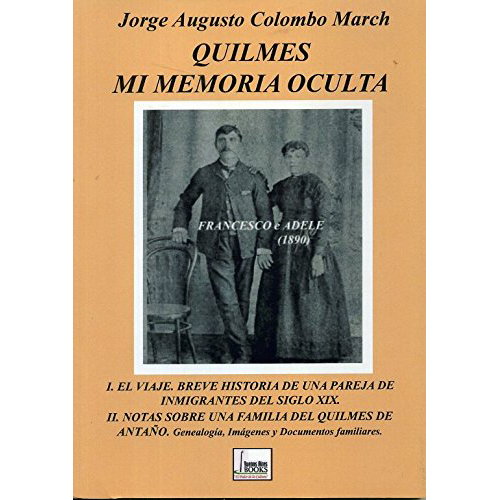 Jorge Augusto Colombo March
QUILMES
MI MEMORIA OCULTA
FRANCESCO e ADELE
(1890)
I. EL VIAJE. BREVE HISTORIA DE UNA PAREJA DE
INMIGRANTES DEL SIGLO XIX.
II. NOTAS SOBRE UNA FAMILIA DEL QUILMES DE
ANTAÑO. Genealogía, Imágenes y Documentos familiares.
Buenos Aires
BOOKS